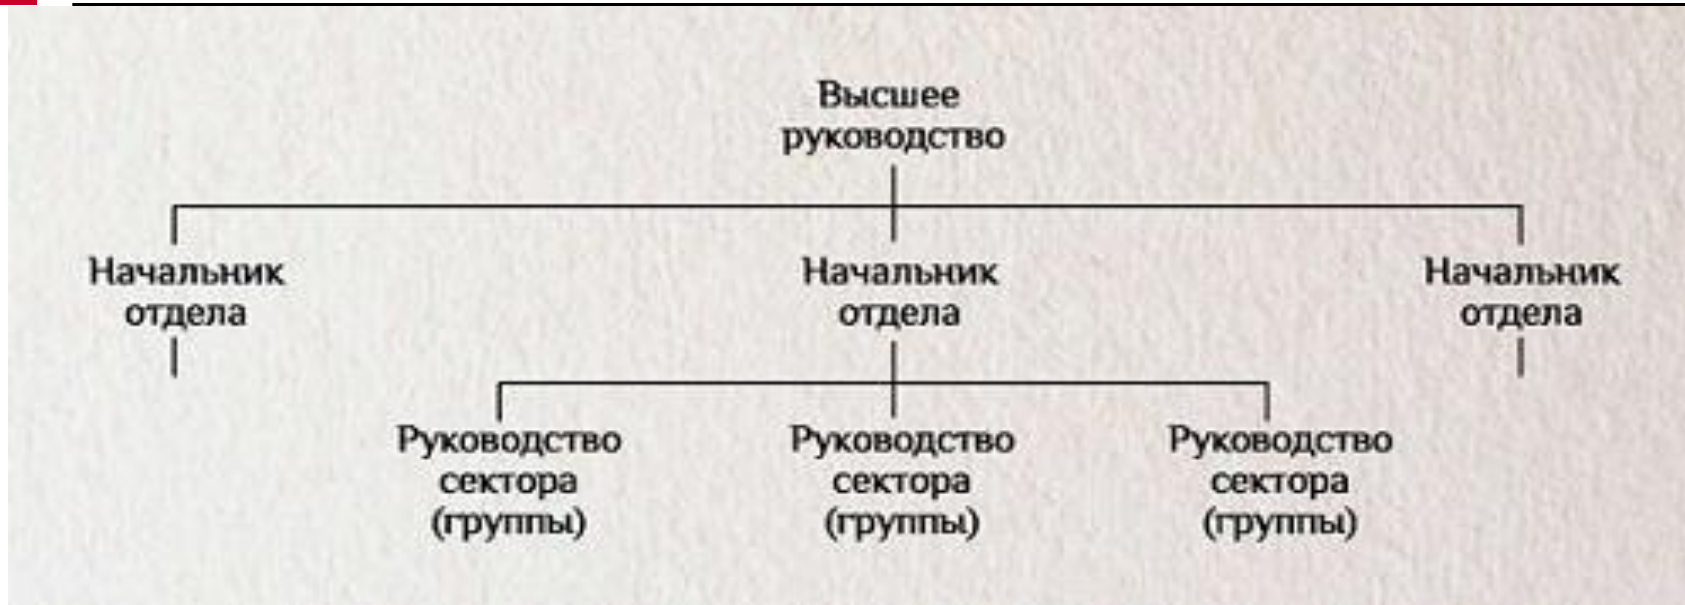 Высшее
руководство
Начальник
отдела
Начальник
отдела
Начальник
отдела
Руководство
сектора
(группы)
Руководство
сектора
(группы)
Руководство
сектора
(группы)